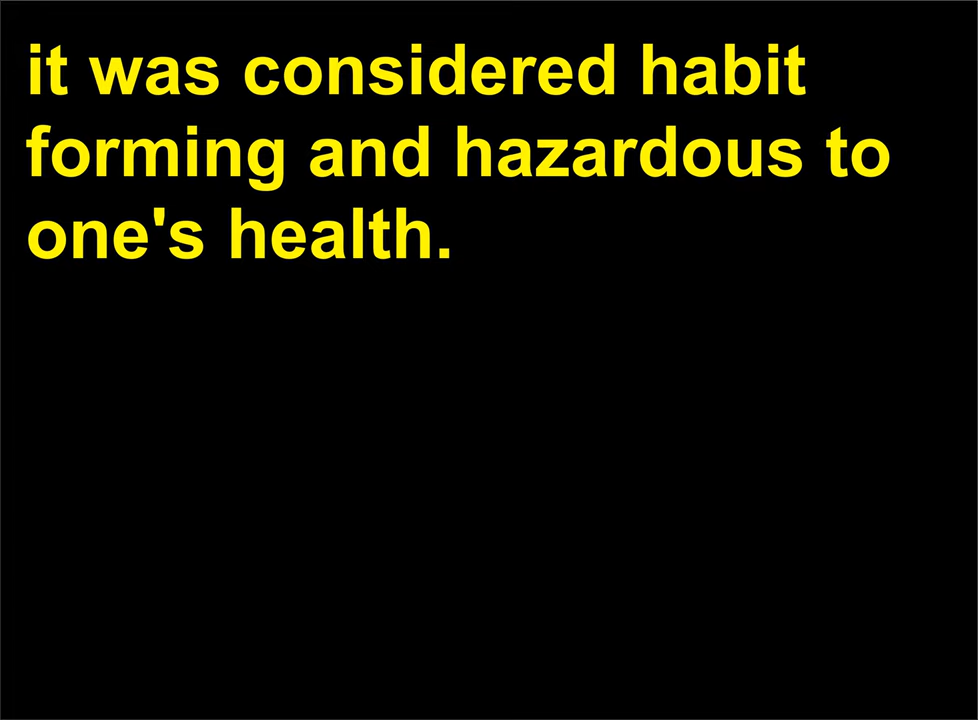 it was considered habit
forming and hazardous to
one's health.